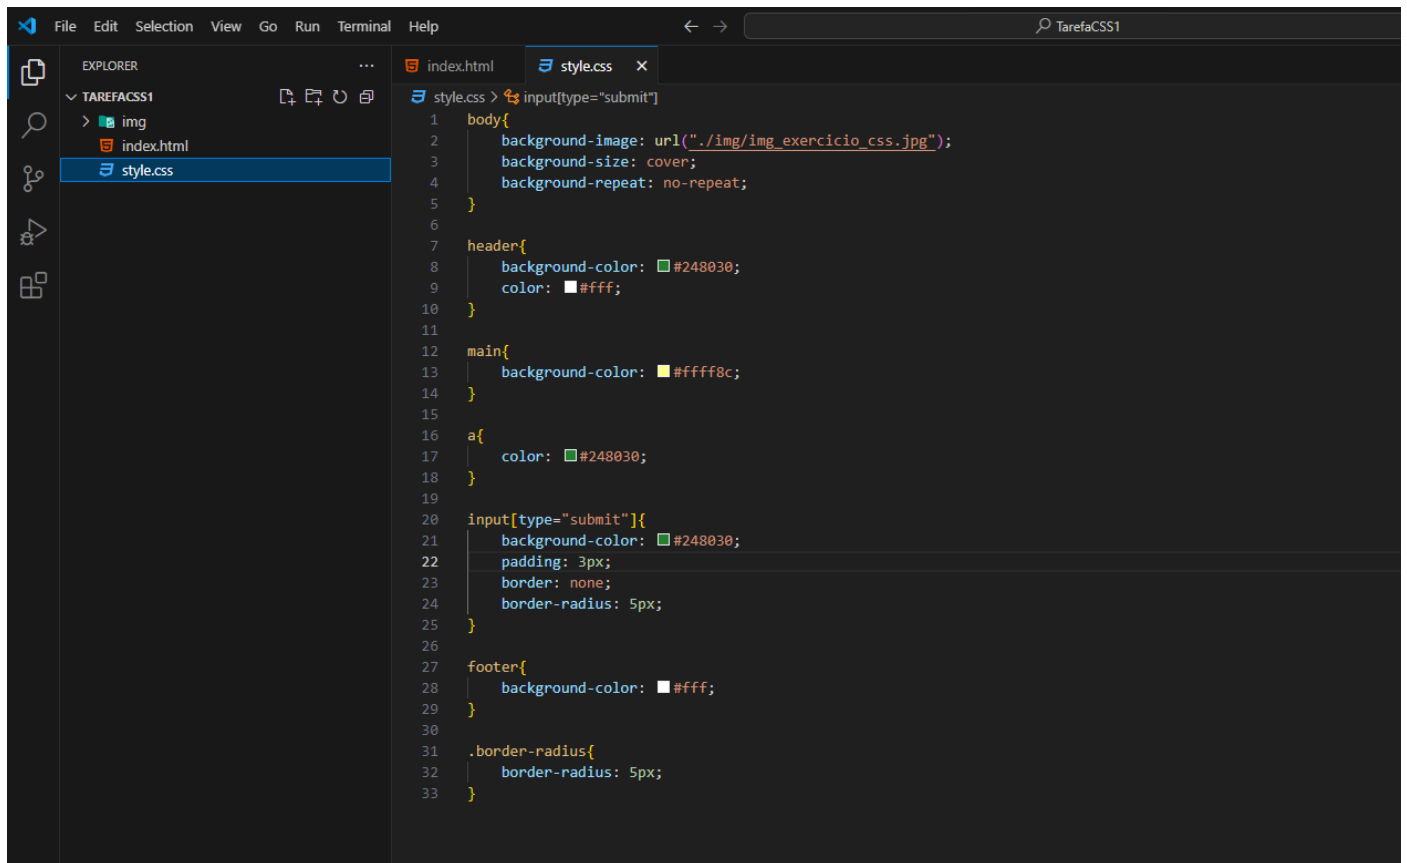 File Edit Selection View Go Run Terminal Help
TarefaCSS1
EXPLORER
TAREFACSS1
img
index.html
style.css
index.html
style.css
style.css > input[type="submit"]
1 body{
2     background-image: url("./img/img_exercicio_css.jpg");
3     background-size: cover;
4     background-repeat: no-repeat;
5 }
6
7 header{
8     background-color: #248030;
9     color: #fff;
10 }
11
12 main{
13     background-color: #ffff8c;
14 }
15
16 a{
17     color: #248030;
18 }
19
20 input[type="submit"]{
21     background-color: #248030;
22     padding: 3px;
23     border: none;
24     border-radius: 5px;
25 }
26
27 footer{
28     background-color: #fff;
29 }
30
31 .border-radius{
32     border-radius: 5px;
33 }